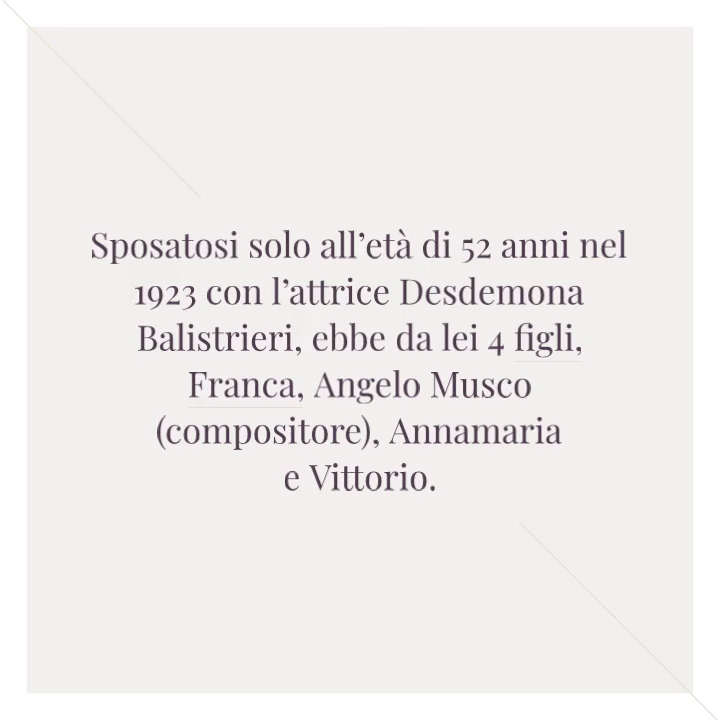 Sposatosi solo all’età di 52 anni nel
1923 con l’attrice Desdemona
Balistrieri, ebbe da lei 4 figli,
Franca, Angelo Musco
(compositore), Annamaria
e Vittorio.